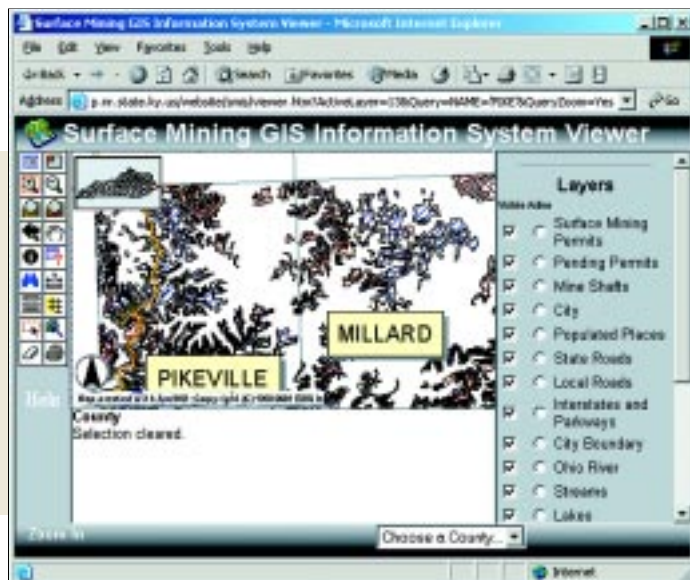 Surface Mining GIS Information System Viewer - Microsoft Internet Explorer
File Edit View Favorites Tools Help
Back Search Favorites Media
Address Go
Surface Mining GIS Information System Viewer
Layers
Visible Active
Surface Mining
Permits
Pending Permits
Mine Shafts
City
Populated Places
State Roads
Local Roads
Interstates and
Parkways
City Boundary
Ohio River
Streams
Lakes
MILLARD
PIKEVILLE
Help
County
Selection cleared.
Zoom In
Choose a County...
Internet